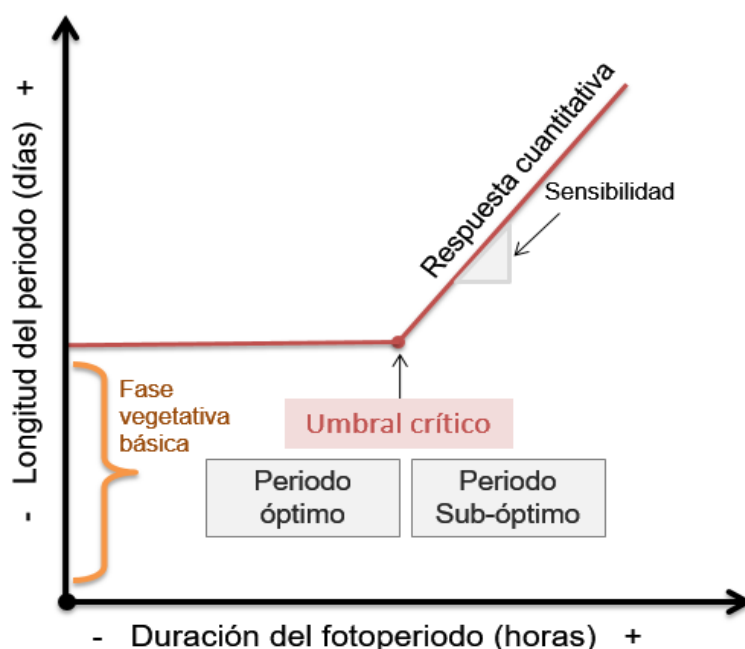 - Longitud del periodo (días) +
Respuesta cuantitativa
Sensibilidad
Fase
vegetativa
básica
Umbral crítico
Periodo
óptimo
Periodo
Sub-óptimo
- Duración del fotoperiodo (horas) +